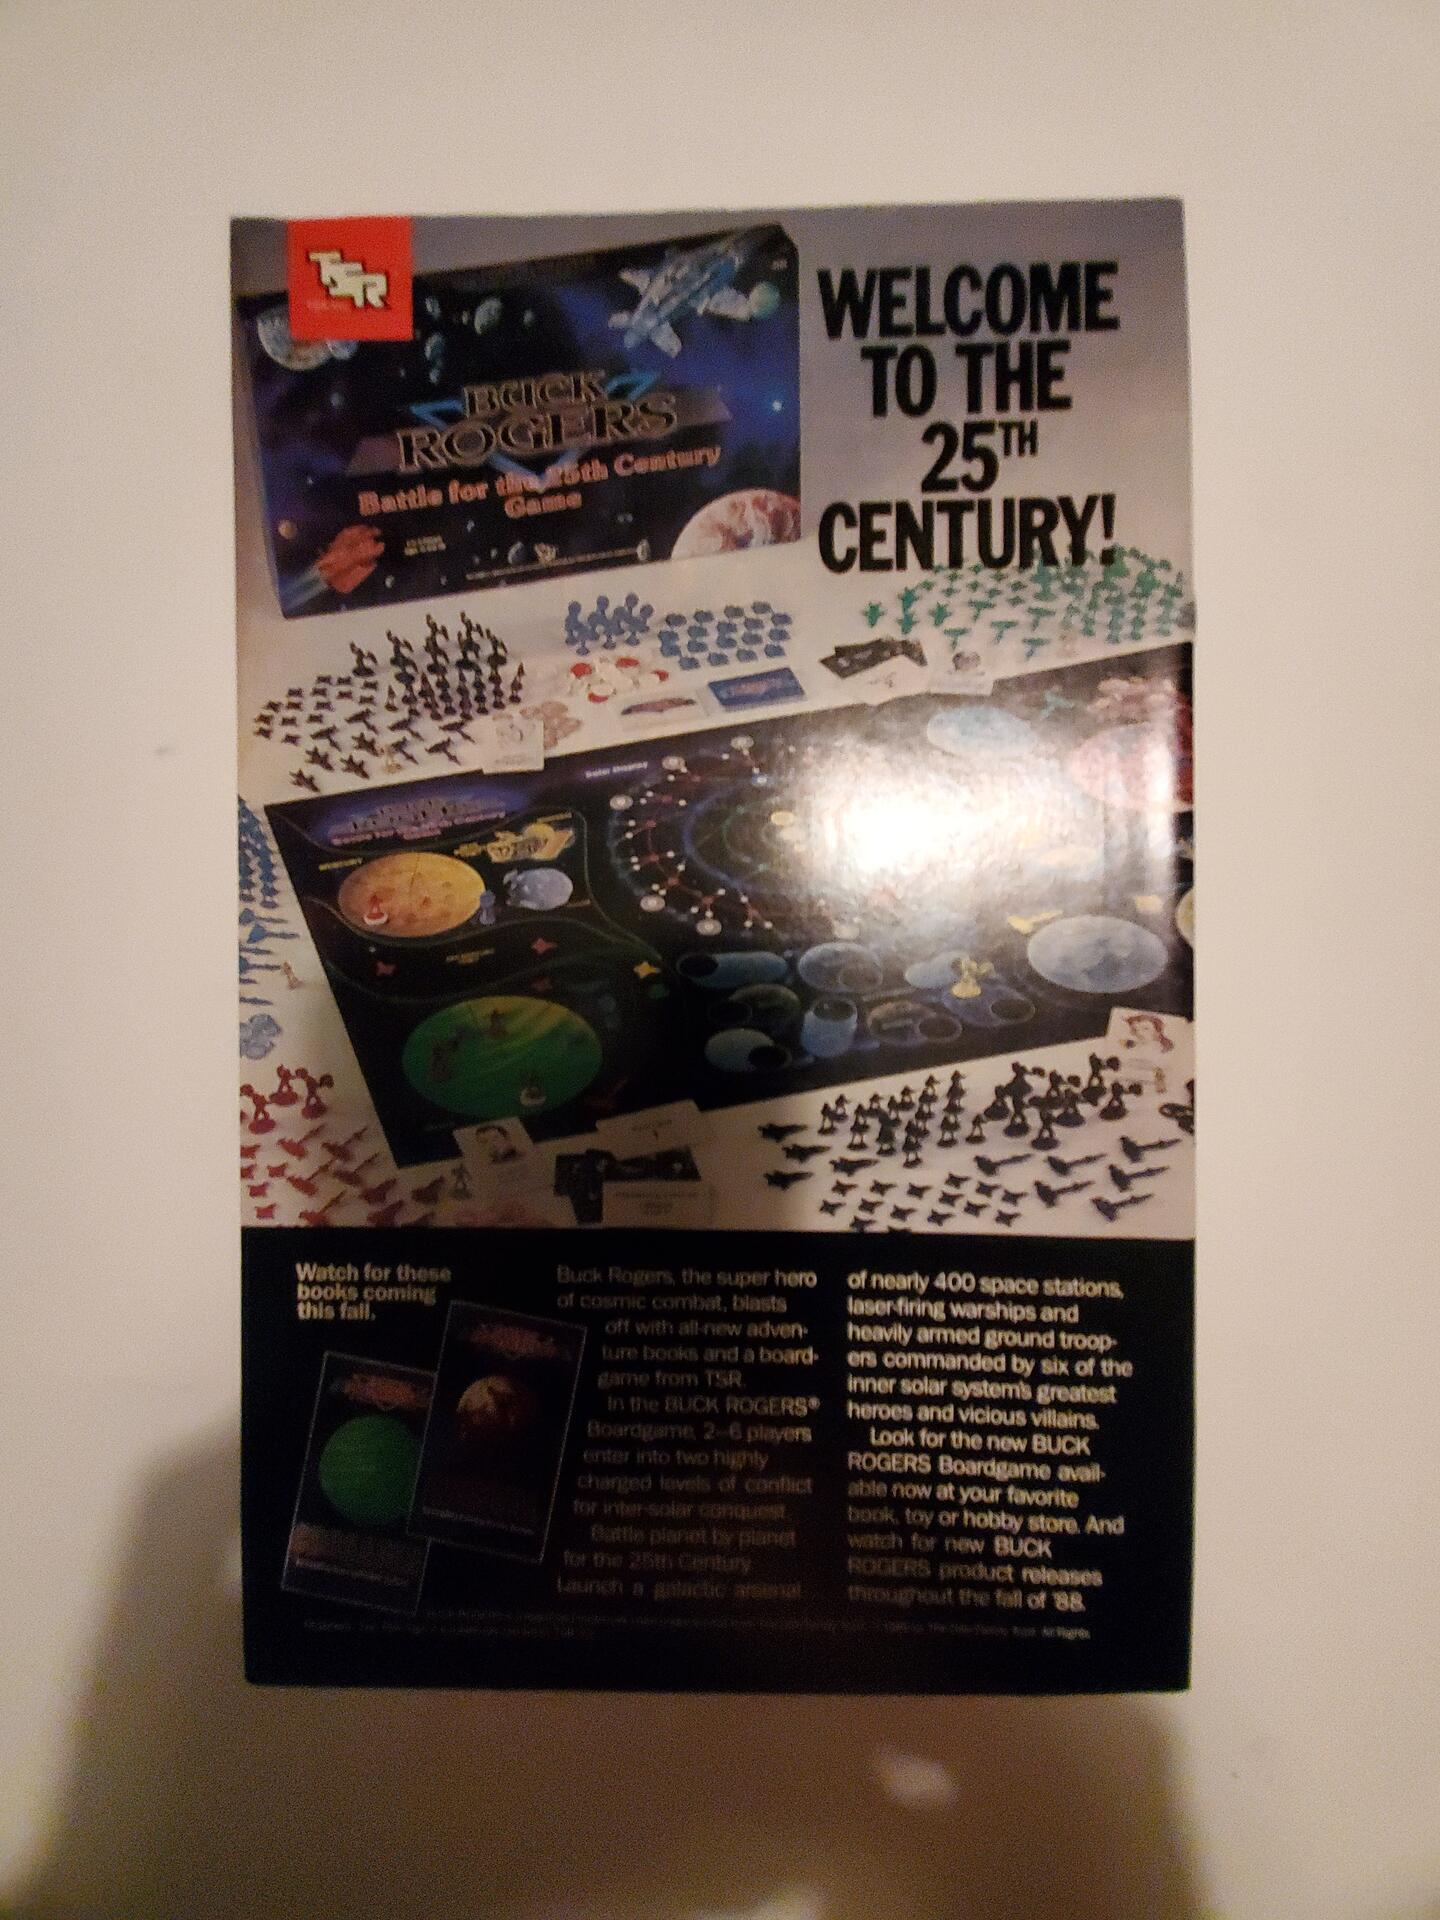 TSR
BUCK
ROGERS
Battle for the 25th Century
Game
WELCOME
TO THE
25TH
CENTURY!
Solar Display
MERCURY
Watch for these
books coming
this fall.
Buck Rogers, the super hero
of cosmic combat, blasts
off with all-new adven-
ture books and a board-
game from TSR.
In the BUCK ROGERS®
Boardgame, 2–6 players
enter into two highly
charged levels of conflict
for inter-solar conquest.
Battle planet by planet
for the 25th Century.
Launch a galactic arsenal
of nearly 400 space stations,
laser-firing warships and
heavily armed ground troop-
ers commanded by six of the
inner solar system's greatest
heroes and vicious villains.
Look for the new BUCK
ROGERS Boardgame avail-
able now at your favorite
book, toy or hobby store. And
watch for new BUCK
ROGERS product releases
throughout the fall of '88.
All Rights